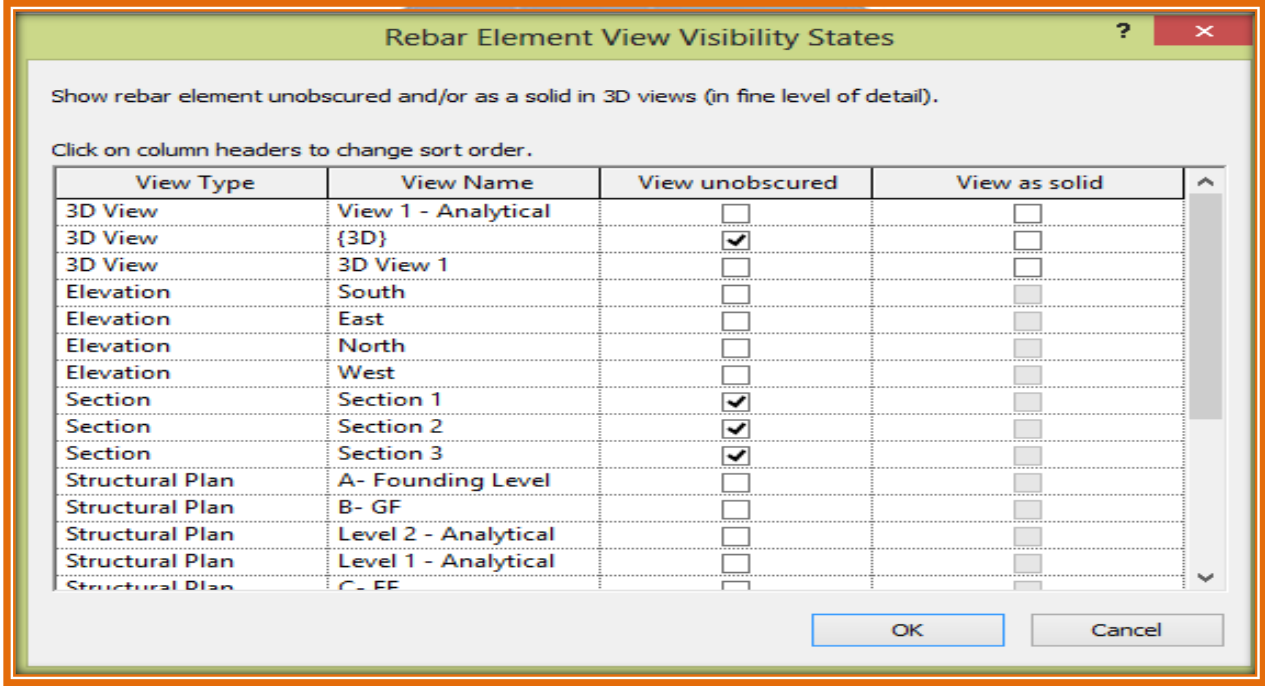 Rebar Element View Visibility States ?
Show rebar element unobscured and/or as a solid in 3D views (in fine level of detail).
Click on column headers to change sort order.
View Type View Name View unobscured View as solid
3D View View 1 - Analytical
3D View {3D}
3D View 3D View 1
Elevation South
Elevation East
Elevation North
Elevation West
Section Section 1
Section Section 2
Section Section 3
Structural Plan A- Founding Level
Structural Plan B- GF
Structural Plan Level 2 - Analytical
Structural Plan Level 1 - Analytical
Structural Plan
OK Cancel